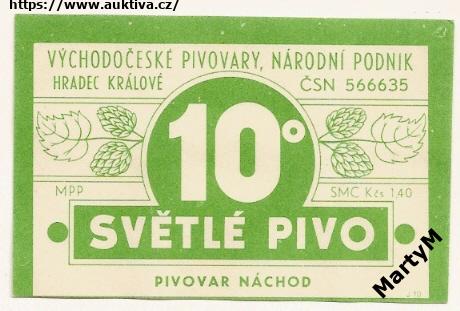 https://www.auktiva.cz/
VÝCHODOČESKÉ PIVOVARY, NÁRODNÍ PODNIK
HRADEC KRÁLOVÉ ČSN 566635
10°
MPP SMC Kčs 1,40
SVĚTLÉ PIVO
PIVOVAR NÁCHOD
MartyM